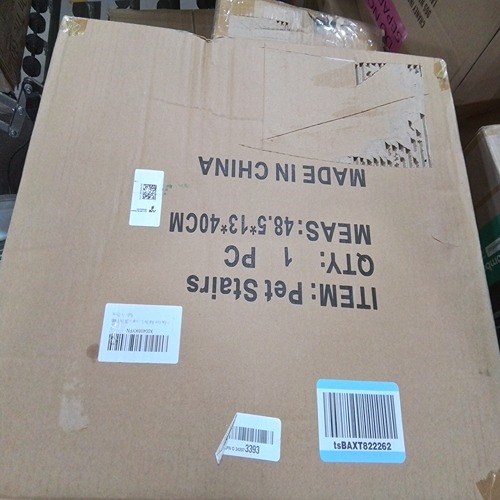 ITEM: Pet Stairs
QTY: 1 PC
MEAS:48.5*13*40CM
MADE IN CHINA
3393
tsBAXT822262